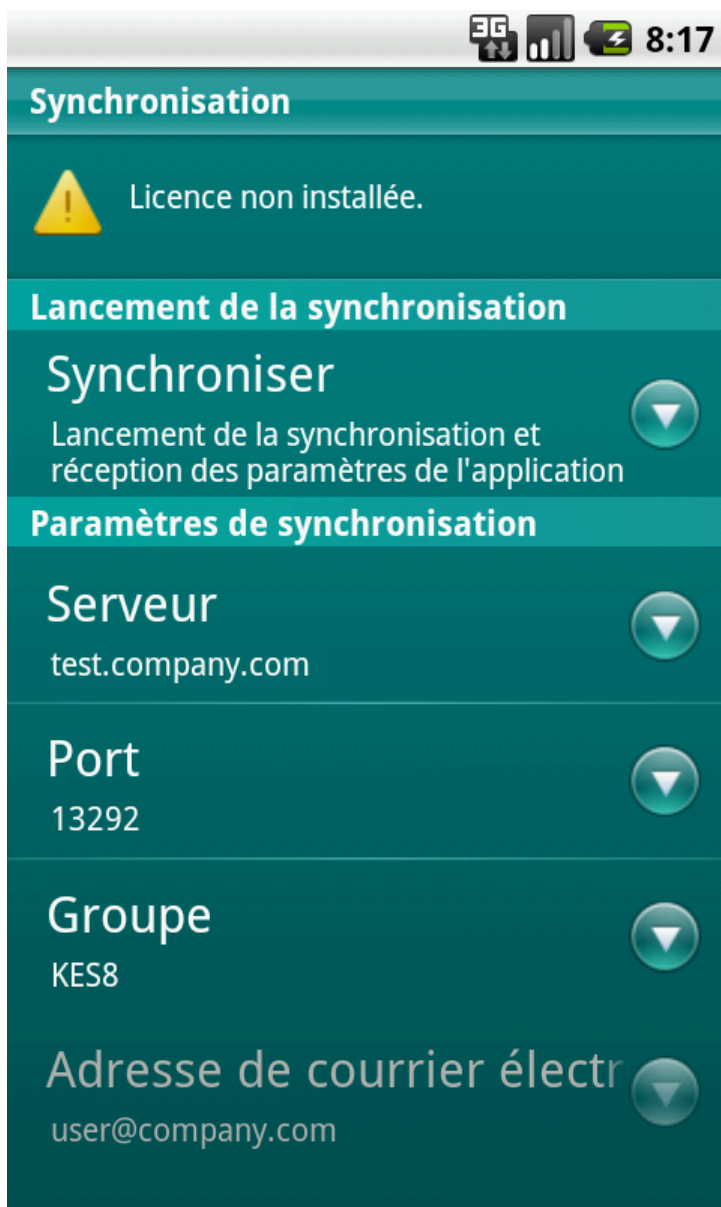 3G 8:17
Synchronisation
Licence non installée.
Lancement de la synchronisation
Synchroniser
Lancement de la synchronisation et
réception des paramètres de l'application
Paramètres de synchronisation
Serveur
test.company.com
Port
13292
Groupe
KES8
Adresse de courrier électr
user@company.com